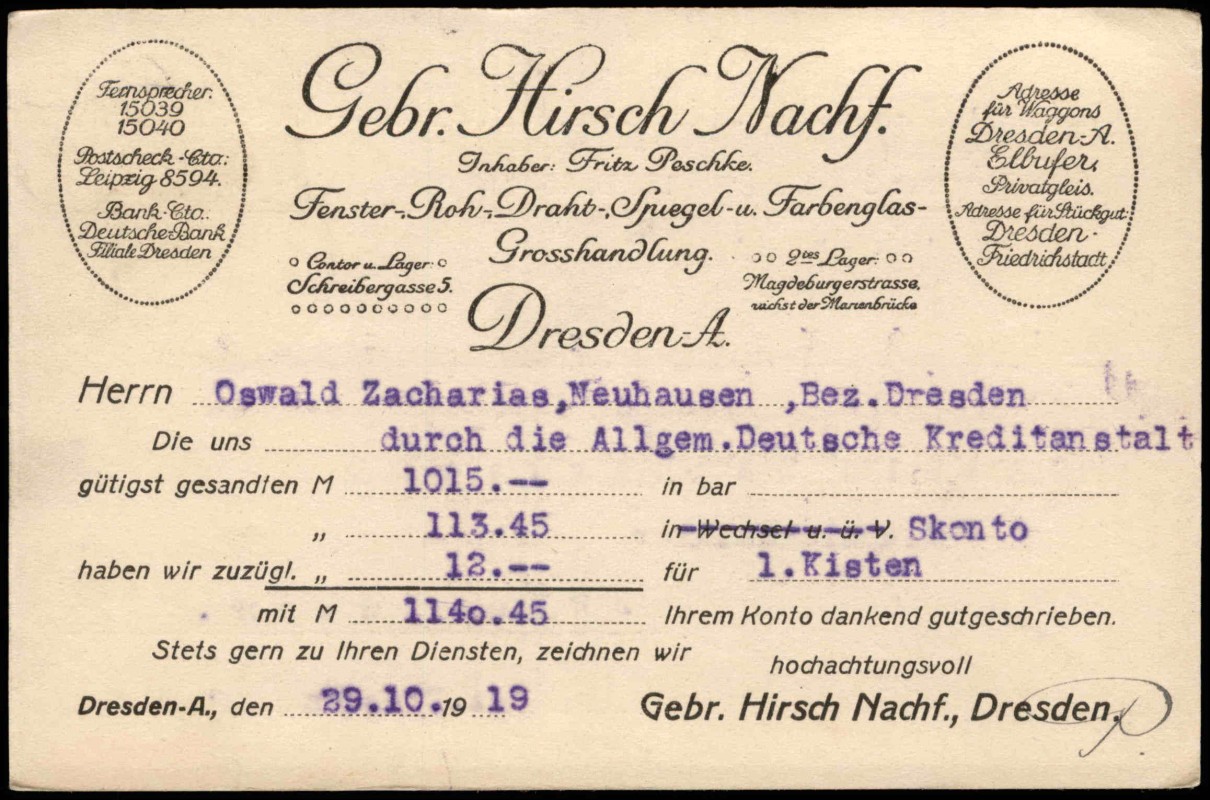 Fernsprecher:
15039
15040
Postscheck-Cto.:
Leipzig 8594.
Bank-Cto.
Deutsche Bank
Filiale Dresden
Gebr. Hirsch Nachf.
Inhaber: Fritz Peschke.
Fenster-, Roh-, Draht-, Spiegel- u. Farbenglas-
Grosshandlung.
Contor u. Lager:
Schreibergasse 5.
2tes Lager:
Magdeburgerstrasse,
nächst der Marienbrücke
Dresden-A.
Adresse
für Waggons
Dresden-A.
Elbufer,
Privatgleis.
Adresse für Stückgut:
Dresden-
Friedrichstadt
Herrn Oswald Zacharias,Neuhausen ,Bez.Dresden
Die uns durch die Allgem.Deutsche Kreditanstalt
gütigst gesandten M 1015.-- in bar
„ 113.45 in Wechsel u. ü. V. Skonto
haben wir zuzügl. „ 12.-- für 1.Kisten
mit M 114o.45 Ihrem Konto dankend gutgeschrieben.
Stets gern zu Ihren Diensten, zeichnen wir
hochachtungsvoll
Dresden-A., den 29.10.1919 Gebr. Hirsch Nachf., Dresden.